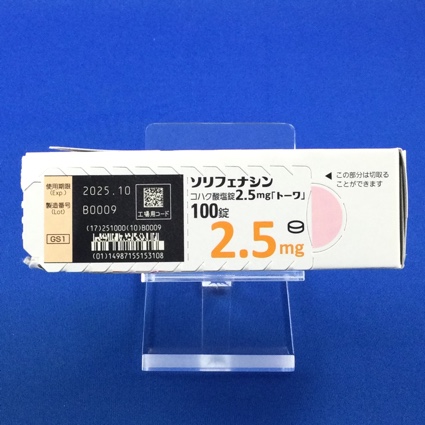 使用期限
(Exp.)
2025.10
製造番号
(Lot)
B0009
工場用コード
GS1
(17)251000(10)B0009
(01)14987155153108
ソリフェナシン
コハク酸塩錠2.5mg「トーワ」
100錠
2.5mg
◀ この部分は切取る
ことができます